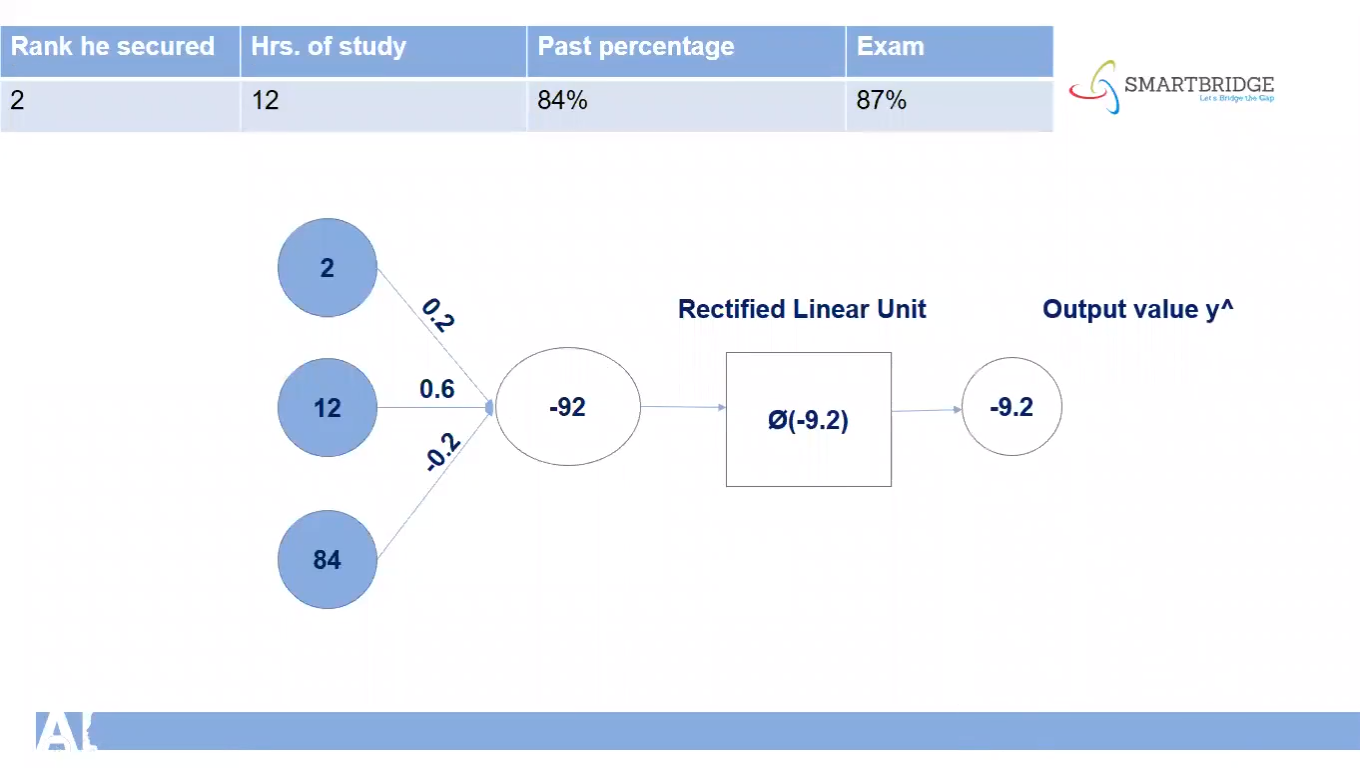 Rank he secured Hrs. of study Past percentage Exam
2 12 84% 87%
SMARTBRIDGE
Let's Bridge the Gap
2
0.2
Rectified Linear Unit
Output value y^
12
0.6
-92
Ø(-9.2)
-9.2
-0.2
84
AI